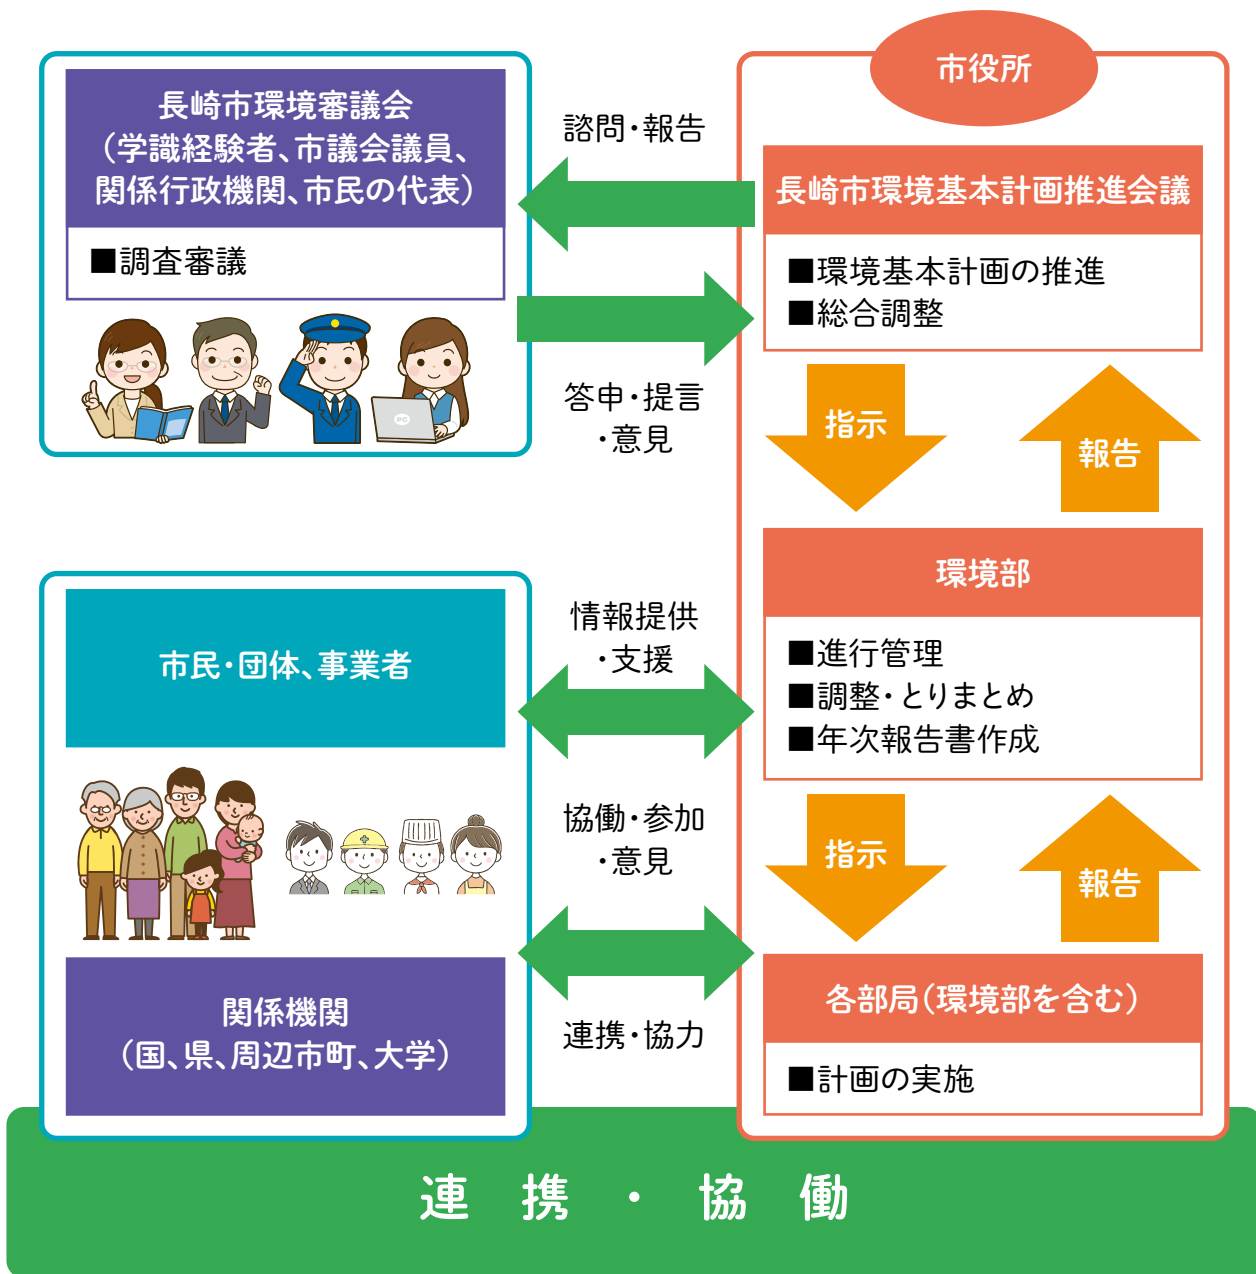 市役所
長崎市環境審議会
（学識経験者、市議会議員、
関係行政機関、市民の代表）
■調査審議
諮問・報告
答申・提言
・意見
長崎市環境基本計画推進会議
■環境基本計画の推進
■総合調整
指示
報告
環境部
■進行管理
■調整・とりまとめ
■年次報告書作成
市民・団体、事業者
情報提供
・支援
協働・参加
・意見
指示
報告
関係機関
（国、県、周辺市町、大学）
連携・協力
各部局（環境部を含む）
■計画の実施
連携・協働